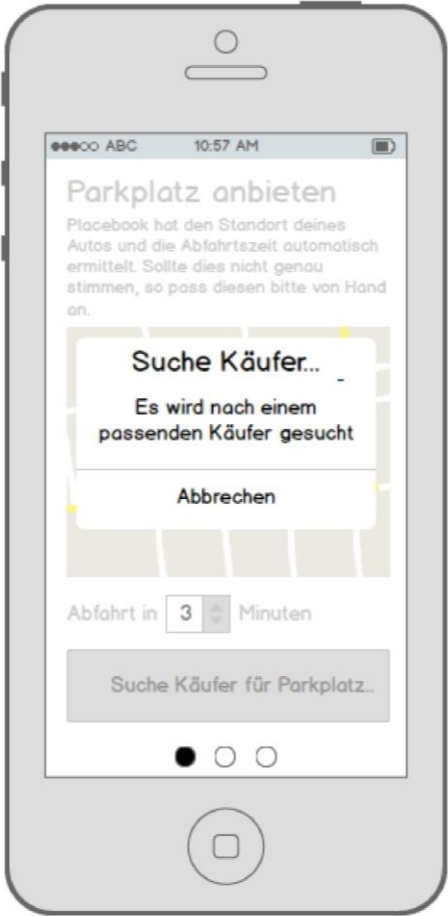 ABC 10:57 AM
Parkplatz anbieten
Placebook hat den Standort deines
Autos und die Abfahrtszeit automatisch
ermittelt. Sollte dies nicht genau
stimmen, so pass diesen bitte von Hand
an.
Suche Käufer...
Es wird nach einem
passenden Käufer gesucht
Abbrechen
Abfahrt in 3 Minuten
Suche Käufer für Parkplatz..